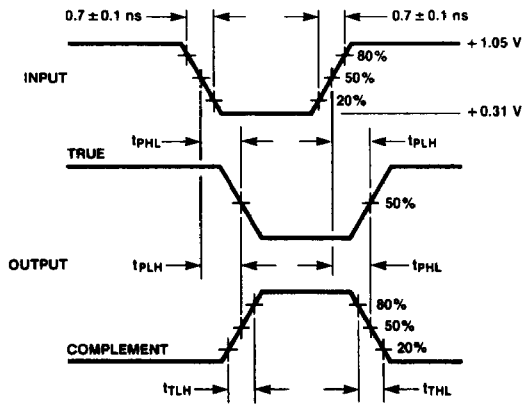 0.7 ± 0.1 ns
0.7 ± 0.1 ns
+ 1.05 V
80%
INPUT
50%
20%
+ 0.31 V
tPHL
tPHL
TRUE
50%
OUTPUT
tPLH
tPHL
80%
50%
COMPLEMENT
20%
tTLH
tTHL